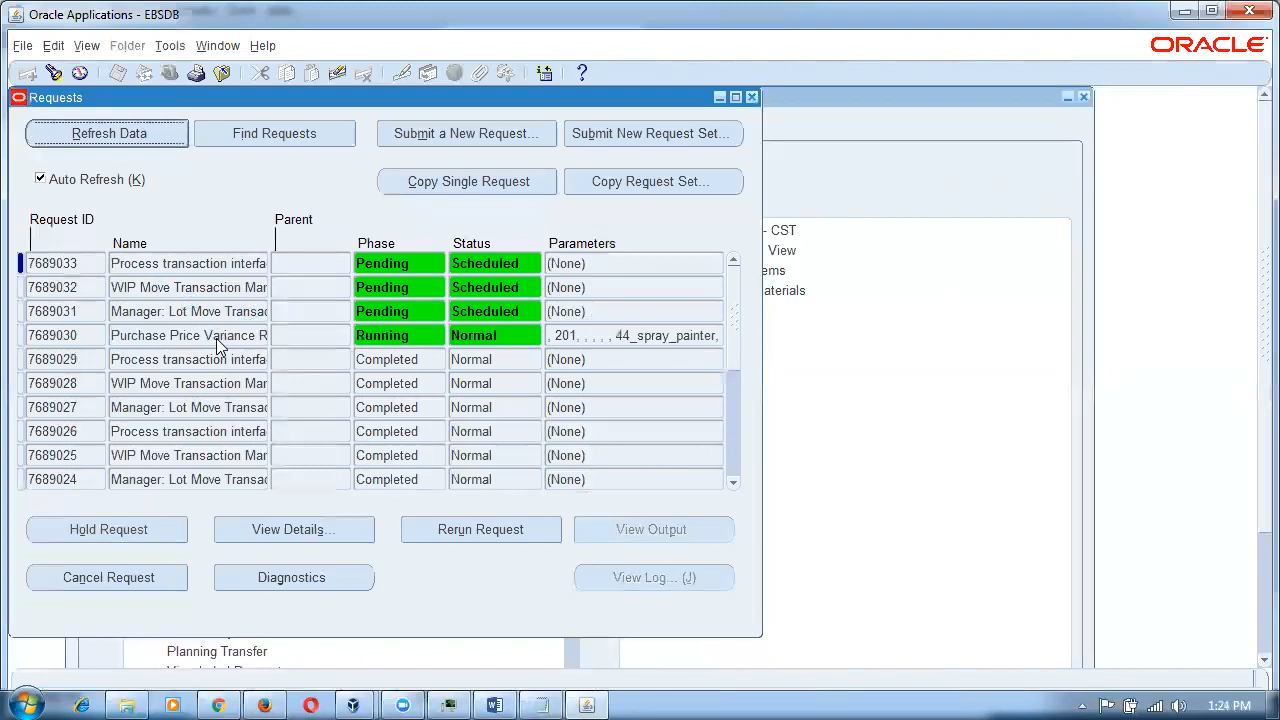 Oracle Applications - EBSDB
File Edit View Folder Tools Window Help
ORACLE
Requests
Refresh Data Find Requests Submit a New Request... Submit New Request Set...
Auto Refresh (K)
Copy Single Request Copy Request Set...
Request ID Parent
Name Phase Status Parameters
7689033 Process transaction interfa Pending Scheduled (None)
7689032 WIP Move Transaction Mar Pending Scheduled (None)
7689031 Manager: Lot Move Transac Pending Scheduled (None)
7689030 Purchase Price Variance R Running Normal , 201, , , , , 44_spray_painter,
7689029 Process transaction interfa Completed Normal (None)
7689028 WIP Move Transaction Mar Completed Normal (None)
7689027 Manager: Lot Move Transac Completed Normal (None)
7689026 Process transaction interfa Completed Normal (None)
7689025 WIP Move Transaction Mar Completed Normal (None)
7689024 Manager: Lot Move Transac Completed Normal (None)
Hold Request View Details... Rerun Request View Output
Cancel Request Diagnostics View Log... (J)
- CST
View
ems
aterials
Planning Transfer
1:24 PM